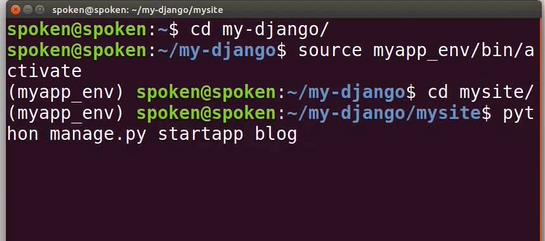 spoken@spoken: ~/my-django/mysite
spoken@spoken:~$ cd my-django/
spoken@spoken:~/my-django$ source myapp_env/bin/a
ctivate
(myapp_env) spoken@spoken:~/my-django$ cd mysite/
(myapp_env) spoken@spoken:~/my-django/mysite$ pyt
hon manage.py startapp blog